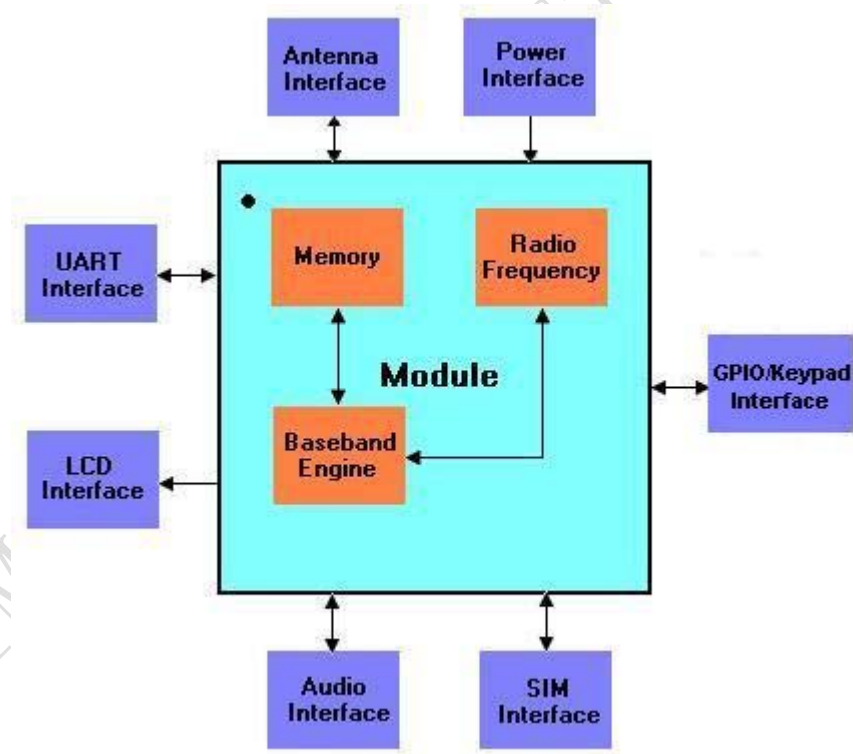 Antenna
Interface
Power
Interface
UART
Interface
Memory
Radio
Frequency
Module
GPIO/Keypad
Interface
Baseband
Engine
LCD
Interface
Audio
Interface
SIM
Interface